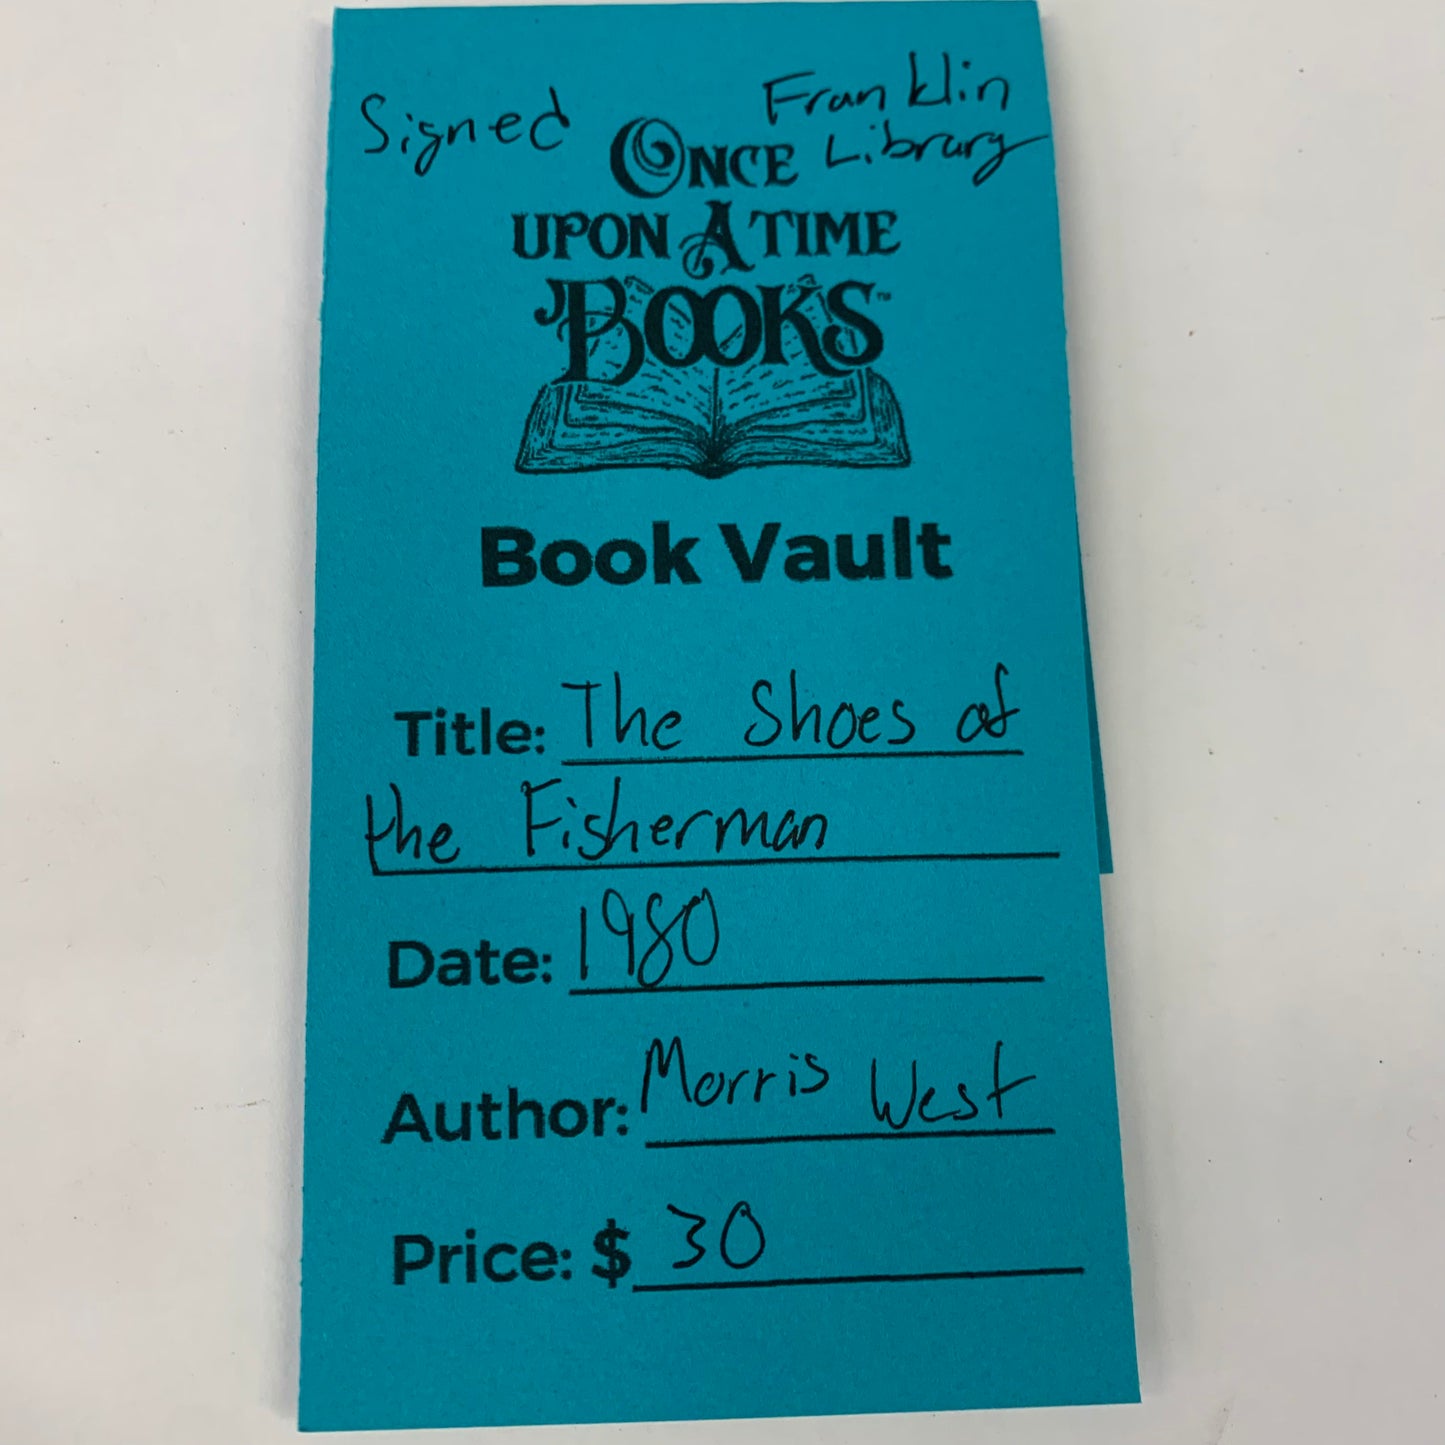 Signed Franklin
Library
ONCE
UPON A TIME
BOOKS™
Book Vault
Title: The Shoes of
the Fisherman
Date: 1980
Author: Morris West
Price: $ 30